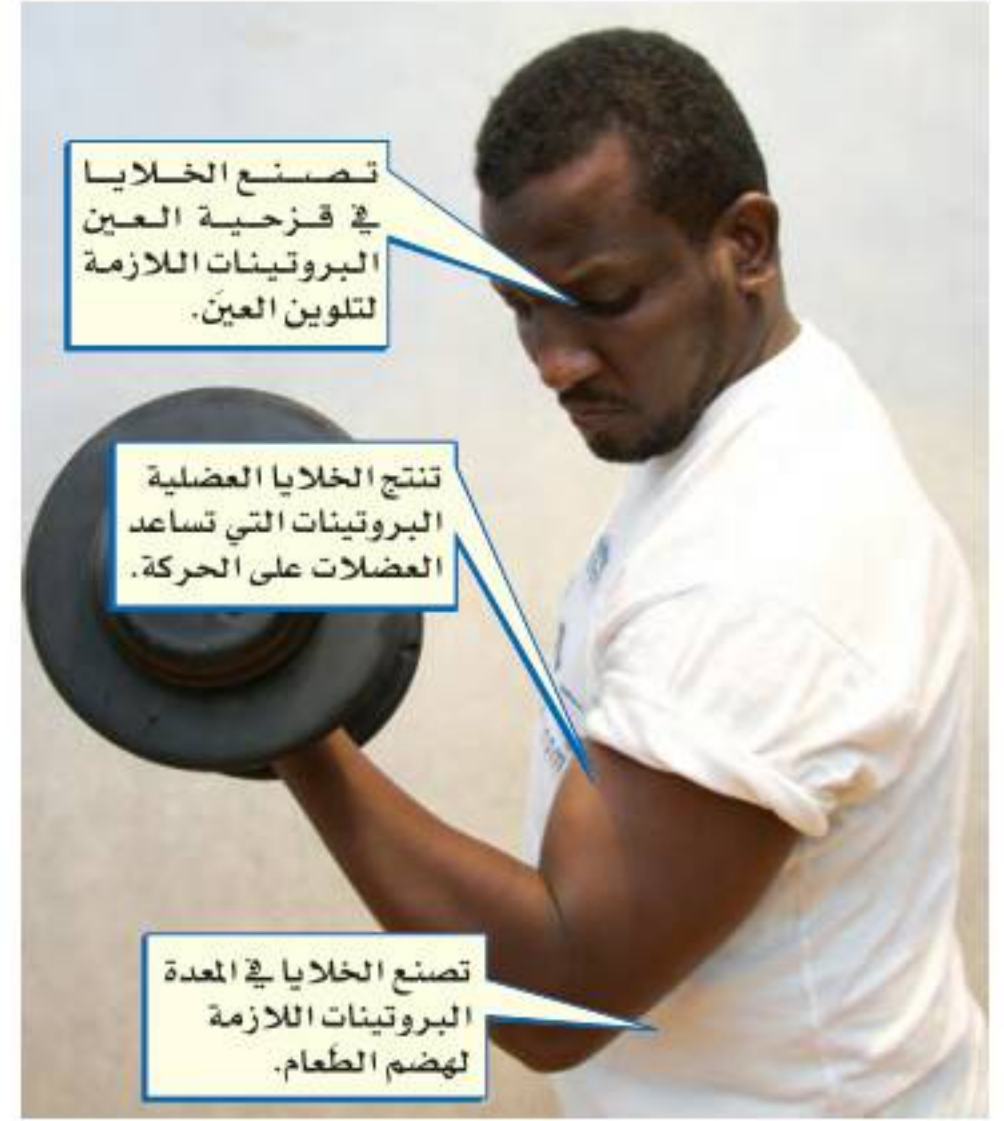 تصنع الخلايا
في قزحية العين
البروتينات اللازمة
لتلوين العين.
تنتج الخلايا العضلية
البروتينات التي تساعد
العضلات على الحركة.
com
تصنع الخلايا في المعدة
البروتينات اللازمة
لهضم الطعام.